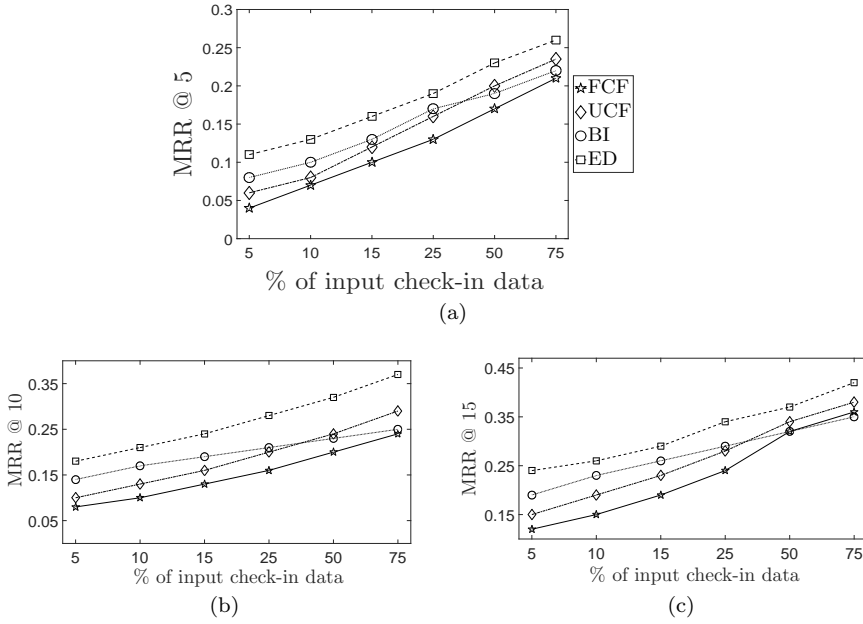 0.3
0.25
0.2
0.15
0.1
0.05
0
MRR @ 5
5 10 15 25 50 75
% of input check-in data
FCF
UCF
BI
ED
(a)
0.35
0.25
0.15
0.05
MRR @ 10
5 10 15 25 50 75
% of input check-in data
(b)
0.45
0.35
0.25
0.15
MRR @ 15
5 10 15 25 50 75
% of input check-in data
(c)